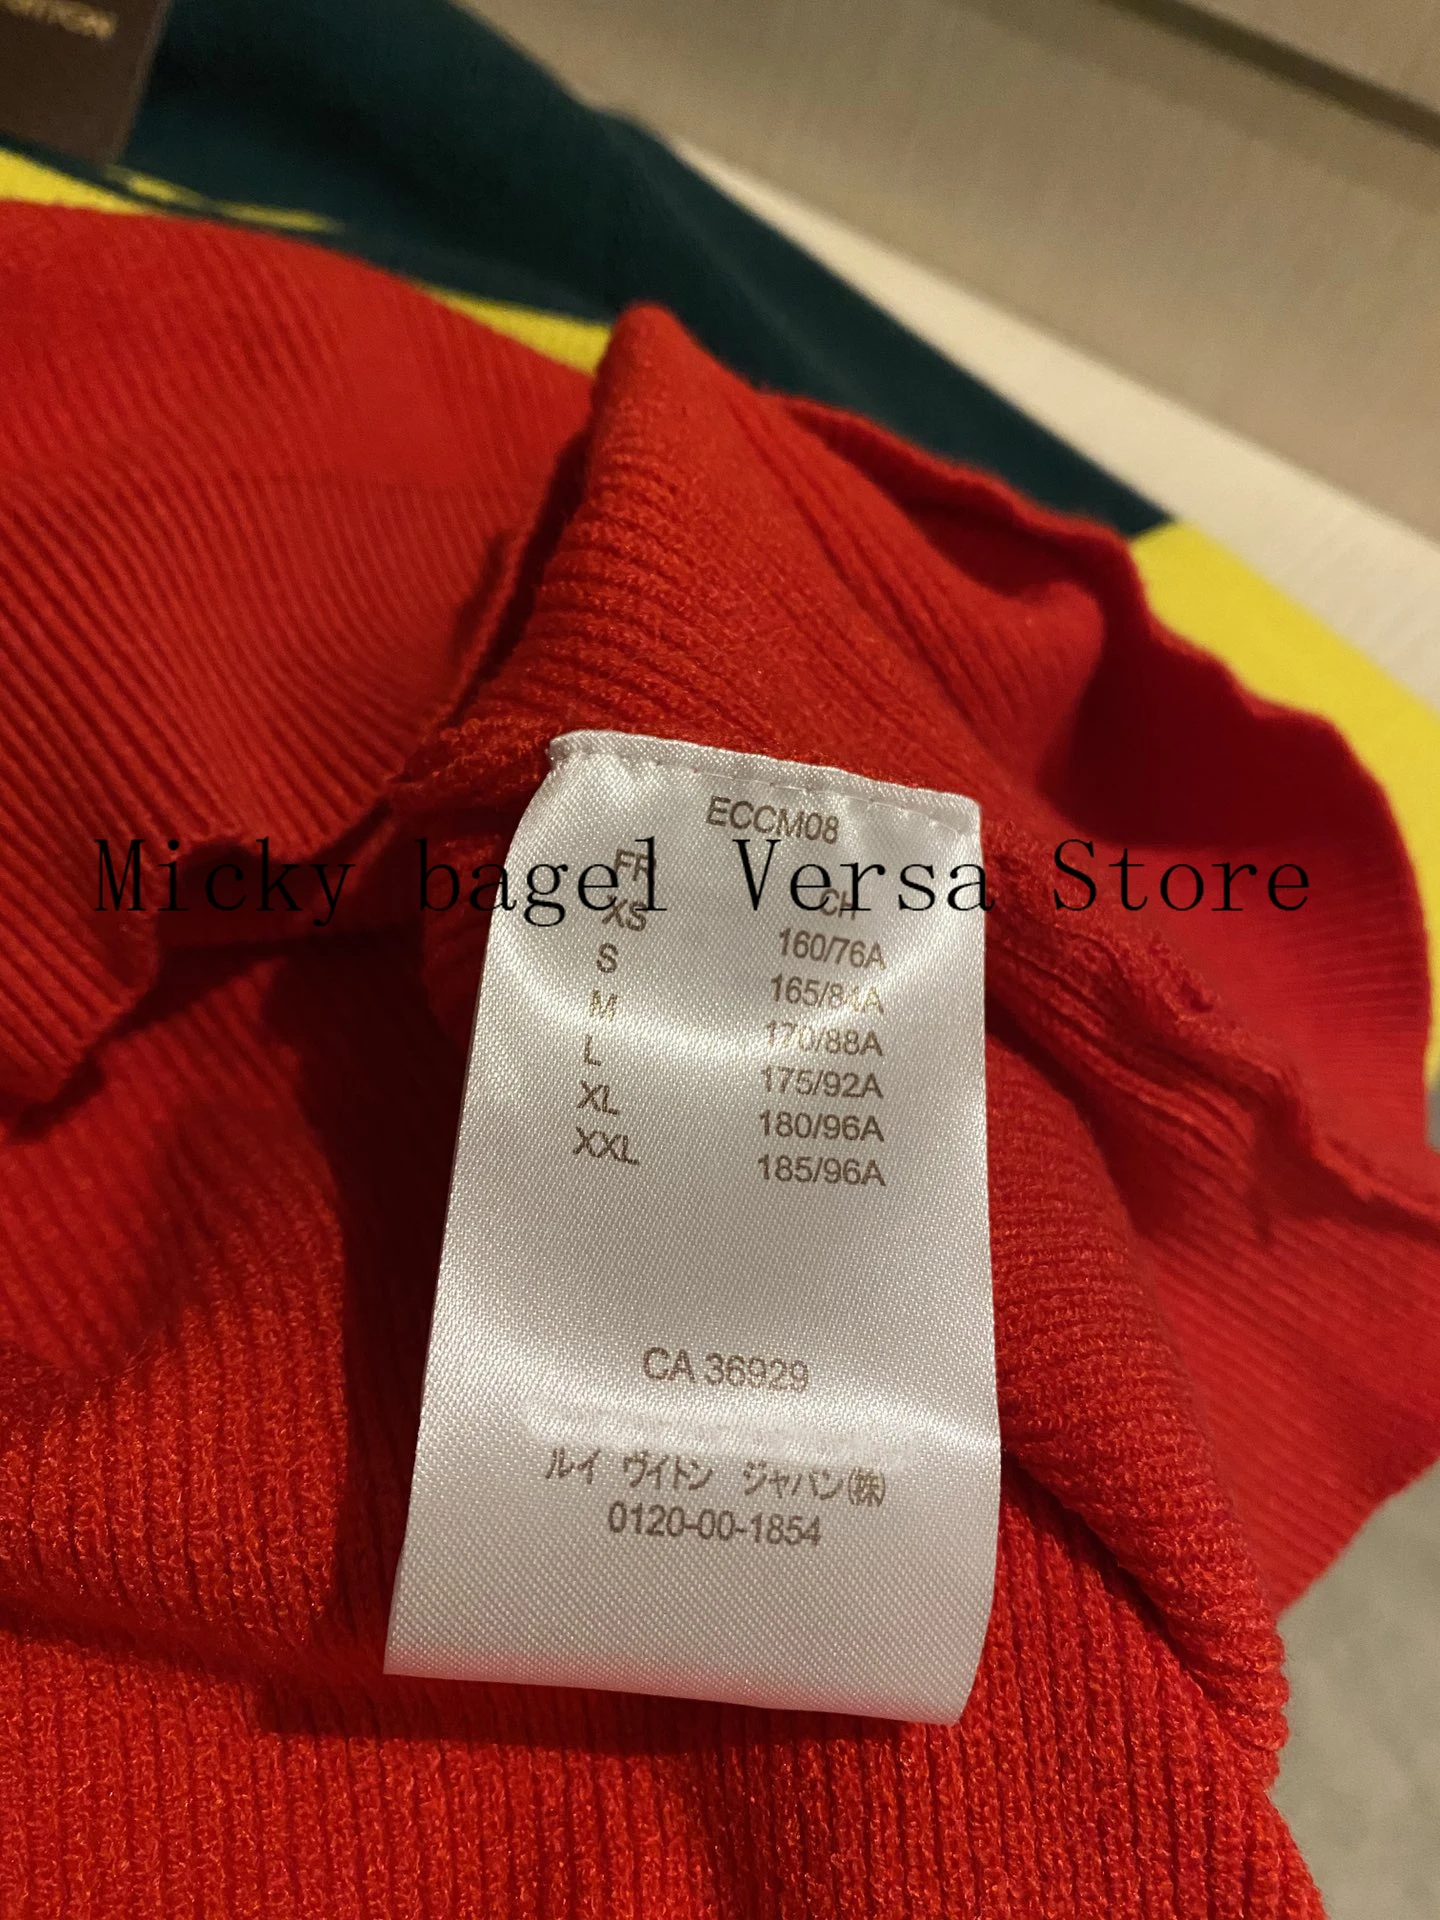 ECCM08
FR CH
XS 160/76A
S 165/84A
M 170/88A
L 175/92A
XL 180/96A
XXL 185/96A
CA 36929
ルイ ヴィトン ジャパン(株)
0120-00-1854
Micky bagel Versa Store